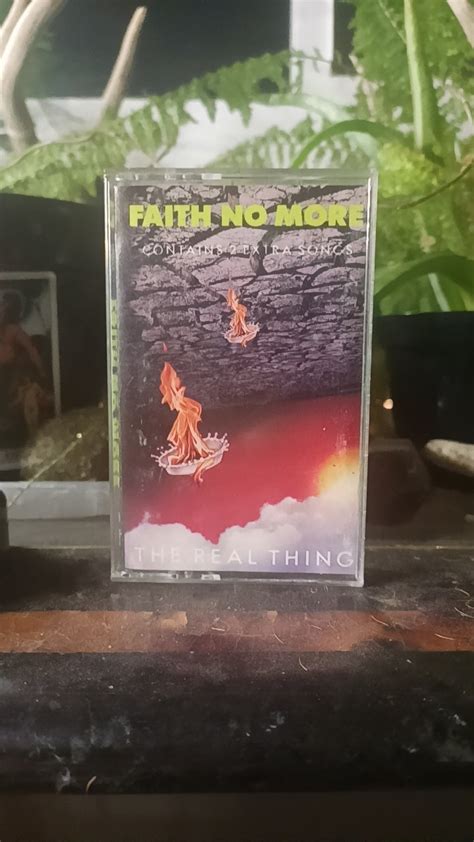 FAITH NO MORE
CONTAINS 2 EXTRA SONGS
THE REAL THING